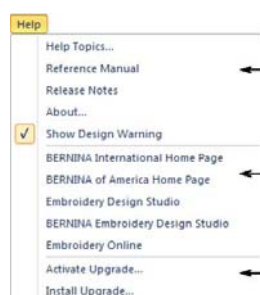 Help
Help Topics...
Reference Manual
Release Notes
About...
Show Design Warning
BERNINA International Home Page
BERNINA of America Home Page
Embroidery Design Studio
BERNINA Embroidery Design Studio
Embroidery Online
Activate Upgrade...
Install Upgrade...